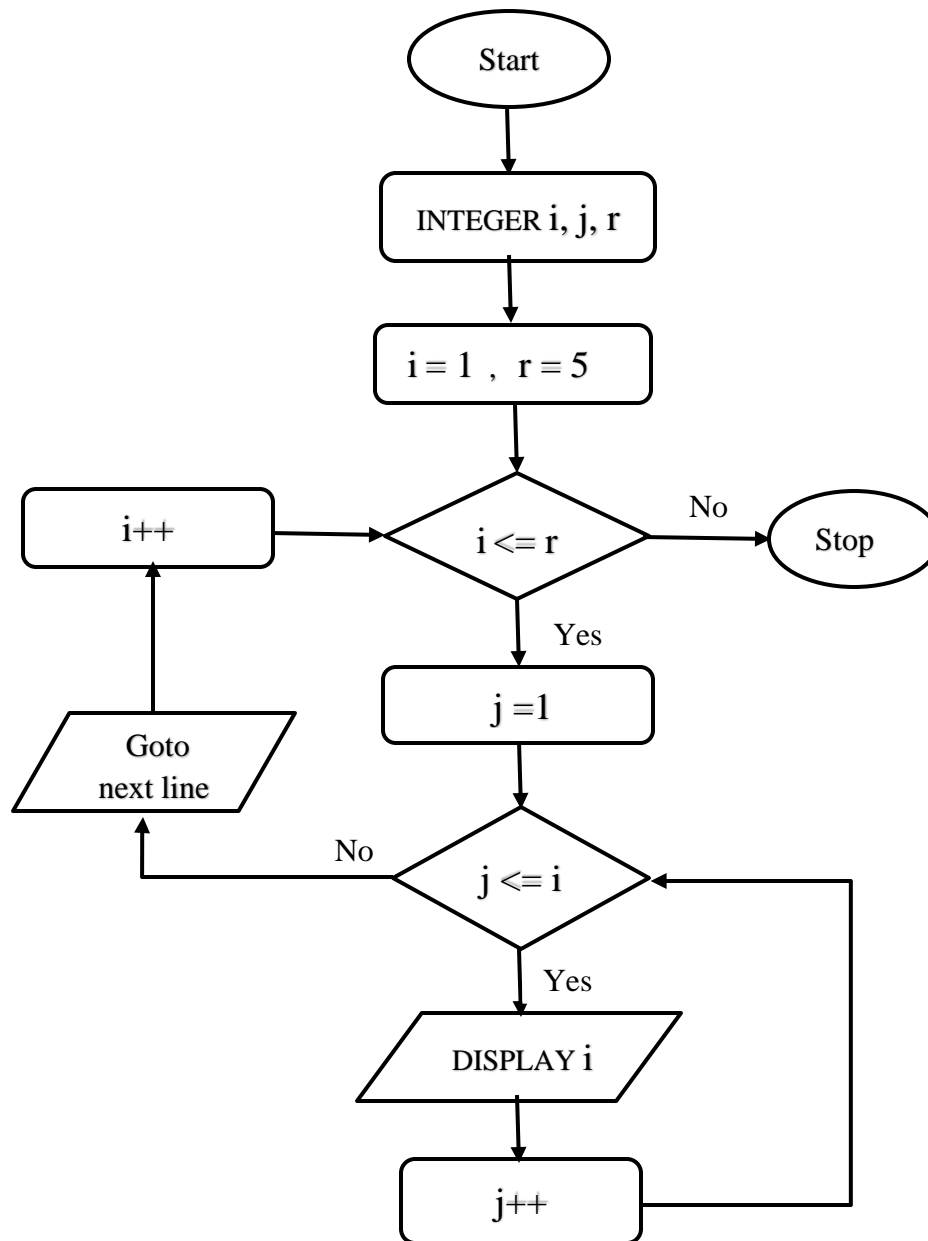 Start
INTEGER i, j, r
i = 1 , r = 5
i++
i <= r
No
Stop
Yes
j =1
Goto
next line
No
j <= i
Yes
DISPLAY i
j++